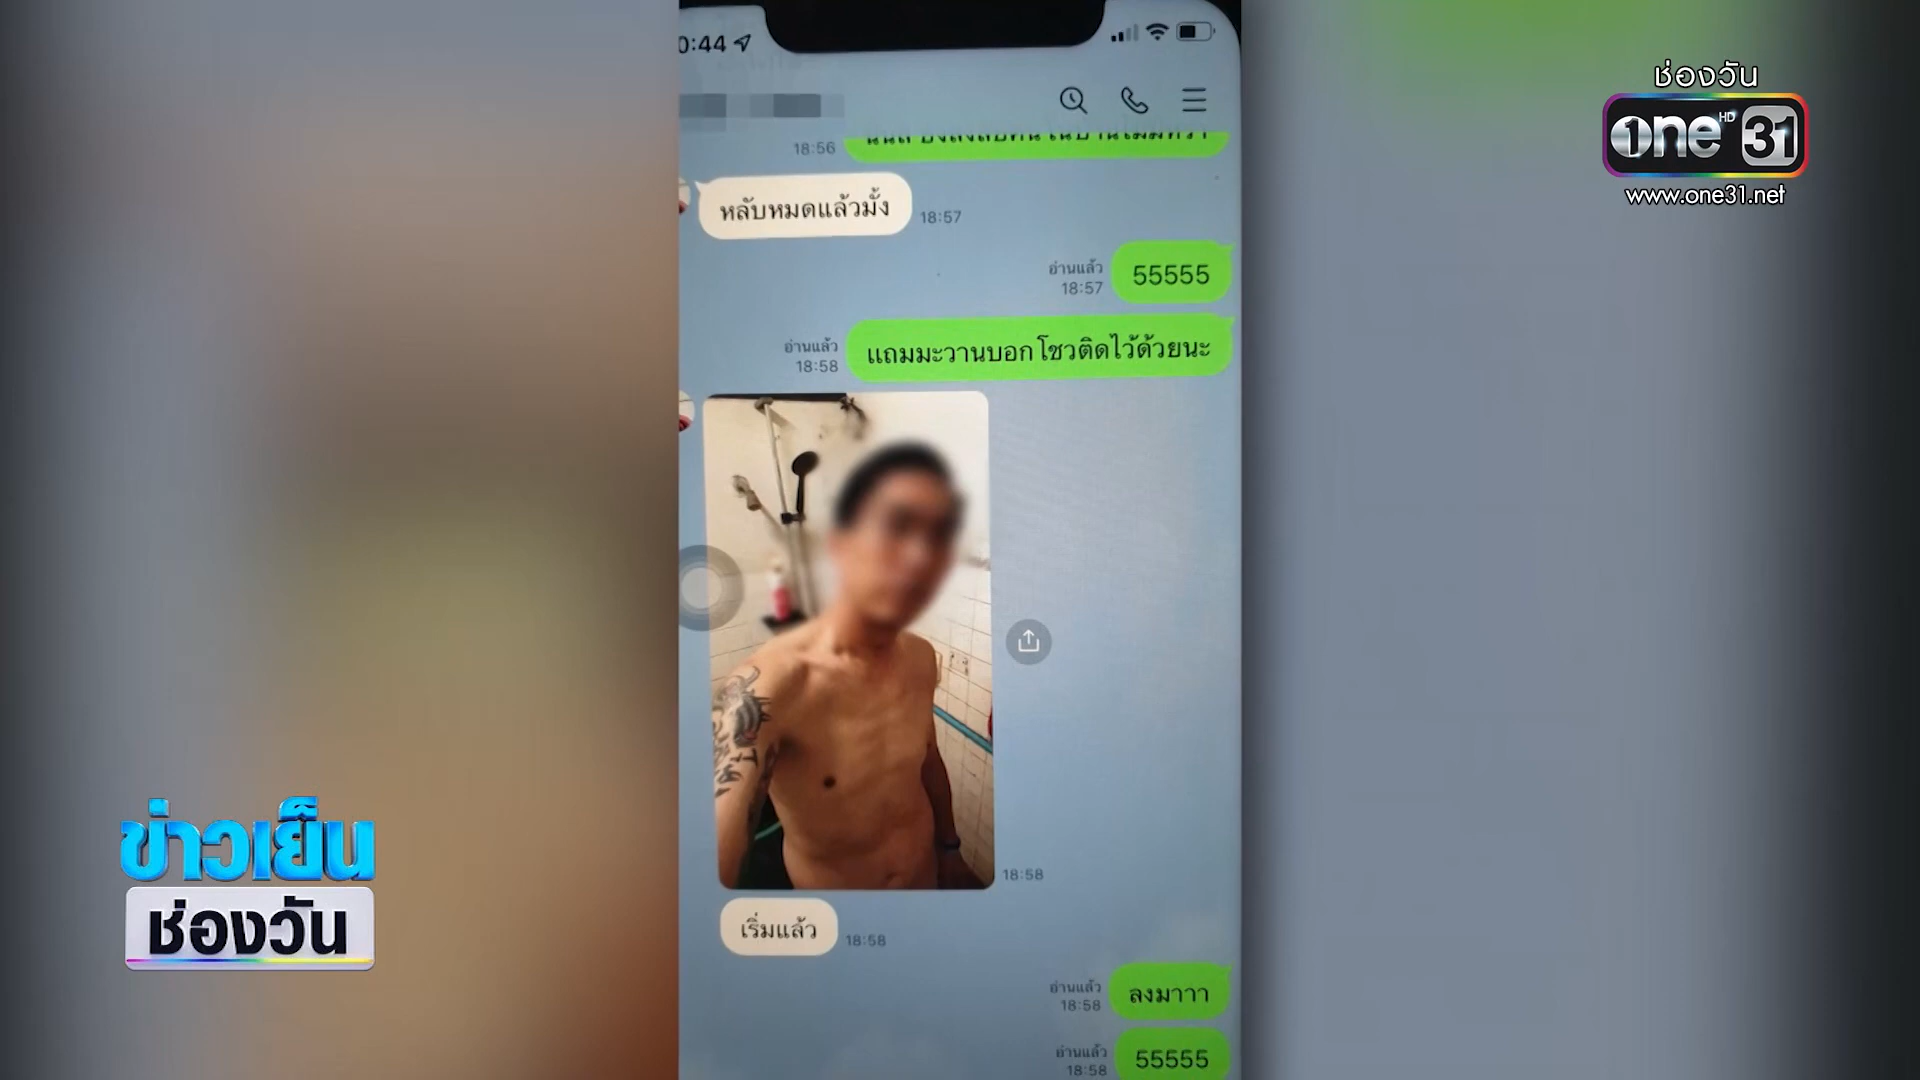 0:44
ช่องวัน
one HD 31
www.one31.net
18:56
หลับหมดแล้วมั้ง
18:57
55555
อ่านแล้ว
18:57
แถมมะวานบอกโชวติดไว้ด้วยนะ
อ่านแล้ว
18:58
18:58
เริ่มแล้ว
18:58
ลงมาาา
อ่านแล้ว
18:58
55555
อ่านแล้ว
18:58
ข่าวเย็น
ช่องวัน